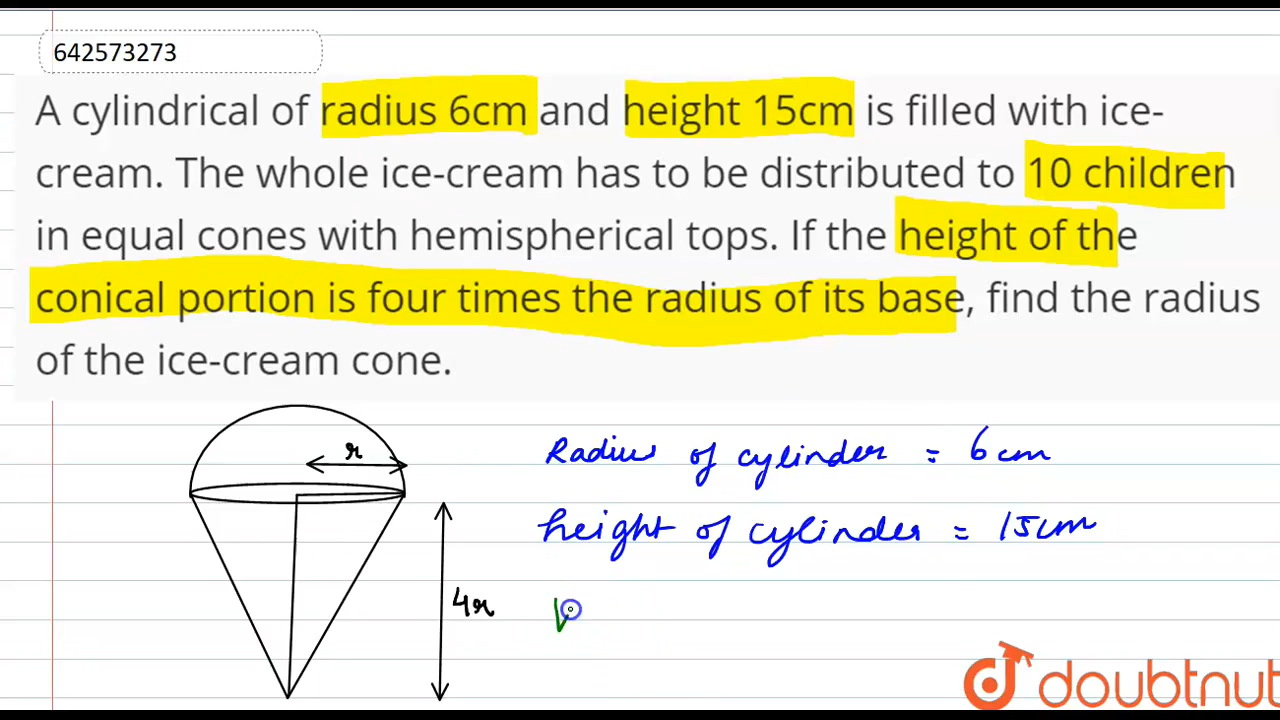 642573273
A cylindrical of radius 6cm and height 15cm is filled with ice-
cream. The whole ice-cream has to be distributed to 10 children
in equal cones with hemispherical tops. If the height of the
conical portion is four times the radius of its base, find the radius
of the ice-cream cone.
r
Radius of cylinder = 6 cm
height of cylinder = 15cm
4r
V
doubtnut